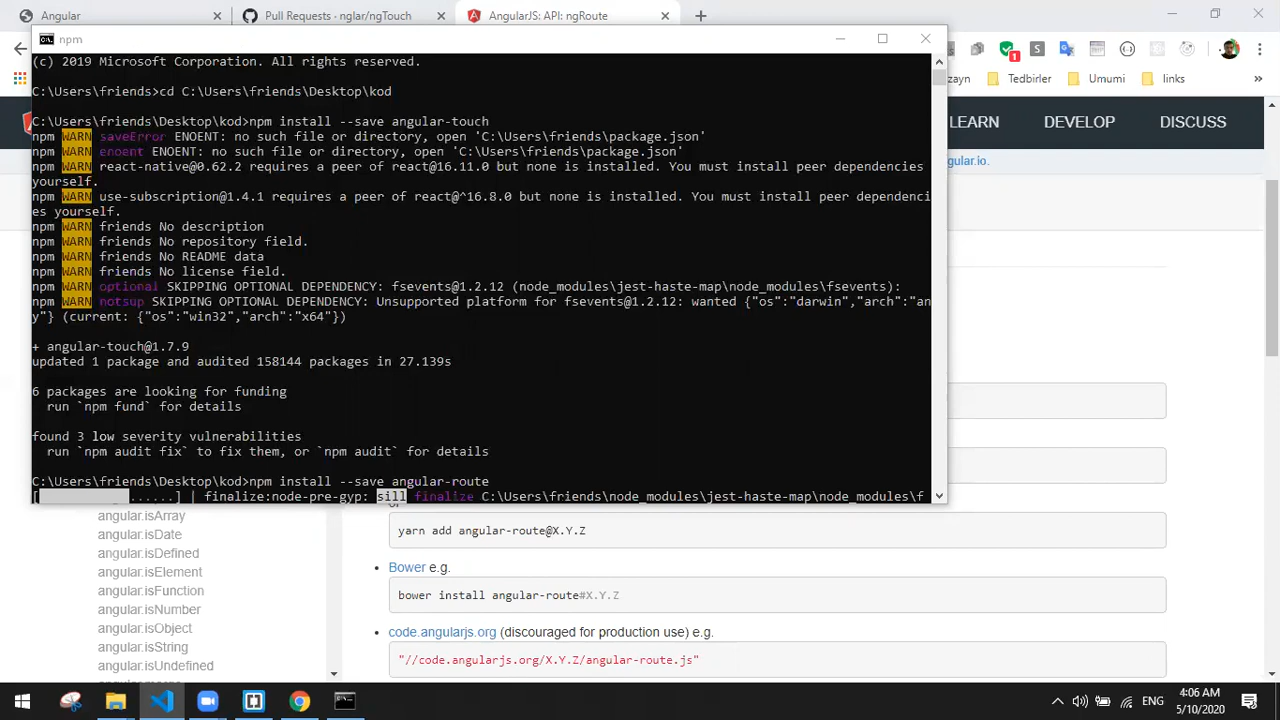 Angular
Pull Requests · nglar/ngTouch
AngularJS: API: ngRoute
npm
zayn
Tedbirler
Umumi
links
»
(c) 2019 Microsoft Corporation. All rights reserved.
C:\Users\friends>cd C:\Users\friends\Desktop\kod
LEARN
DEVELOP
DISCUSS
gular.io.
C:\Users\friends\Desktop\kod>npm install --save angular-touch
npm WARN saveError ENOENT: no such file or directory, open 'C:\Users\friends\package.json'
npm WARN enoent ENOENT: no such file or directory, open 'C:\Users\friends\package.json'
npm WARN react-native@0.62.2 requires a peer of react@16.11.0 but none is installed. You must install peer dependencies
yourself.
npm WARN use-subscription@1.4.1 requires a peer of react@^16.8.0 but none is installed. You must install peer dependenci
es yourself.
npm WARN friends No description
npm WARN friends No repository field.
npm WARN friends No README data
npm WARN friends No license field.
npm WARN optional SKIPPING OPTIONAL DEPENDENCY: fsevents@1.2.12 (node_modules\jest-haste-map\node_modules\fsevents):
npm WARN notsup SKIPPING OPTIONAL DEPENDENCY: Unsupported platform for fsevents@1.2.12: wanted {"os":"darwin","arch":"an
y"} (current: {"os":"win32","arch":"x64"})
+ angular-touch@1.7.9
updated 1 package and audited 158144 packages in 27.139s
6 packages are looking for funding
run `npm fund` for details
found 3 low severity vulnerabilities
run `npm audit fix` to fix them, or `npm audit` for details
C:\Users\friends\Desktop\kod>npm install --save angular-route
[ ......] | finalize:node-pre-gyp: sill finalize C:\Users\friends\node_modules\jest-haste-map\node_modules\f
angular.isArray
angular.isDate
angular.isDefined
angular.isElement
angular.isFunction
angular.isNumber
angular.isObject
angular.isString
angular.isUndefined
yarn add angular-route@X.Y.Z
• Bower e.g.
bower install angular-route#X.Y.Z
• code.angularjs.org (discouraged for production use) e.g.
"//code.angularjs.org/X.Y.Z/angular-route.js"
ENG
4:06 AM
5/10/2020